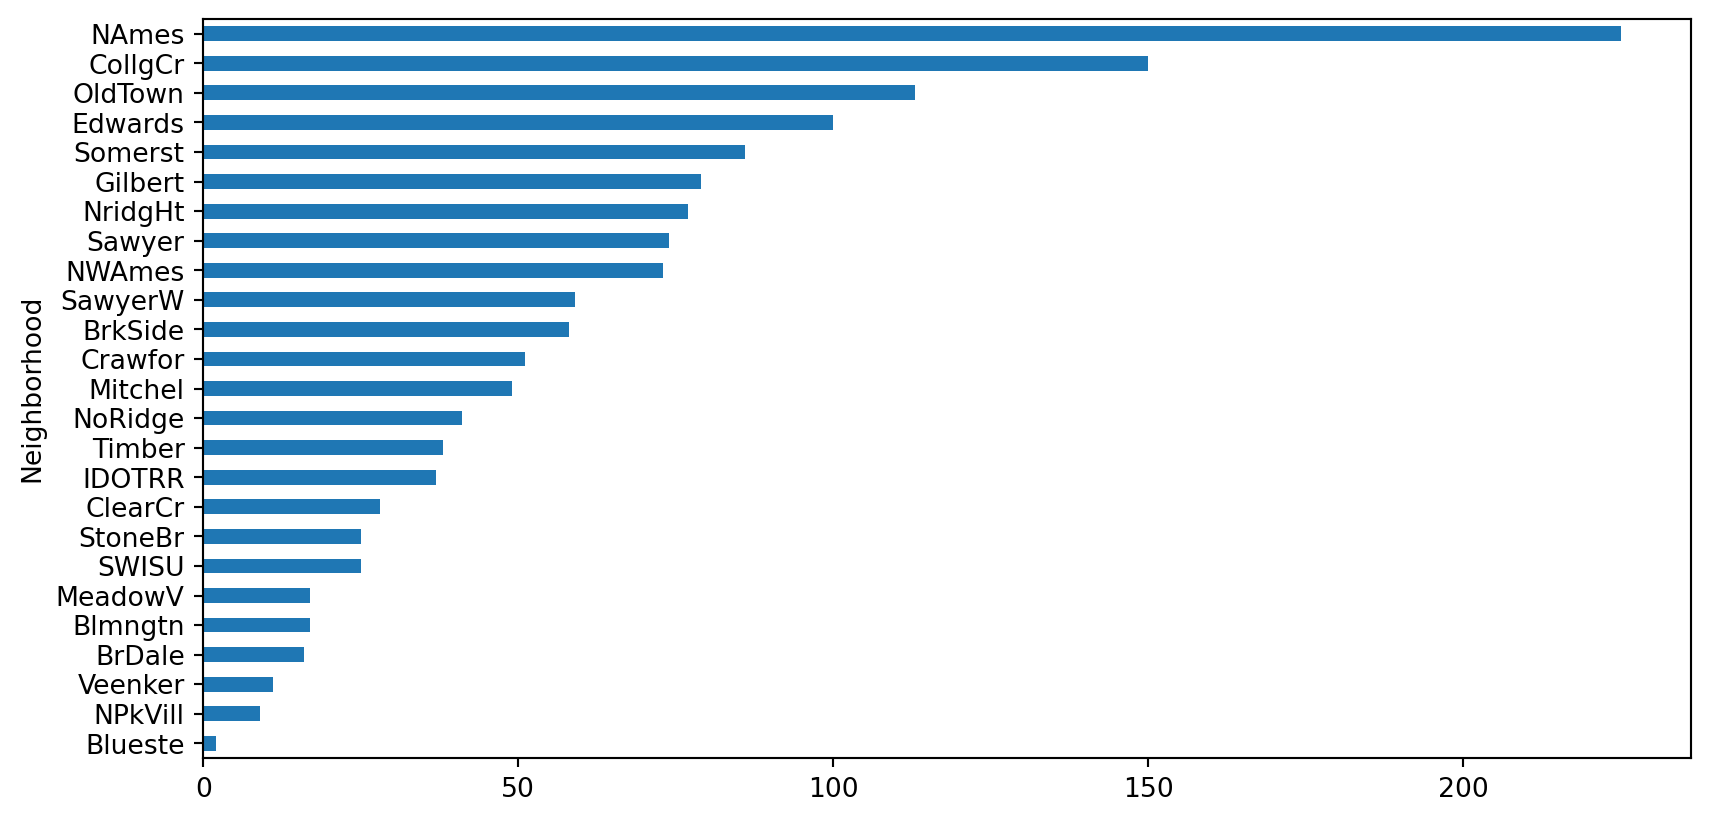 NAmes
CollgCr
OldTown
Edwards
Somerst
Gilbert
NridgHt
Sawyer
NWAmes
SawyerW
BrkSide
Crawfor
Mitchel
NoRidge
Timber
IDOTRR
ClearCr
StoneBr
SWISU
MeadowV
Blmngtn
BrDale
Veenker
NPkVill
Blueste
Neighborhood
0 50 100 150 200